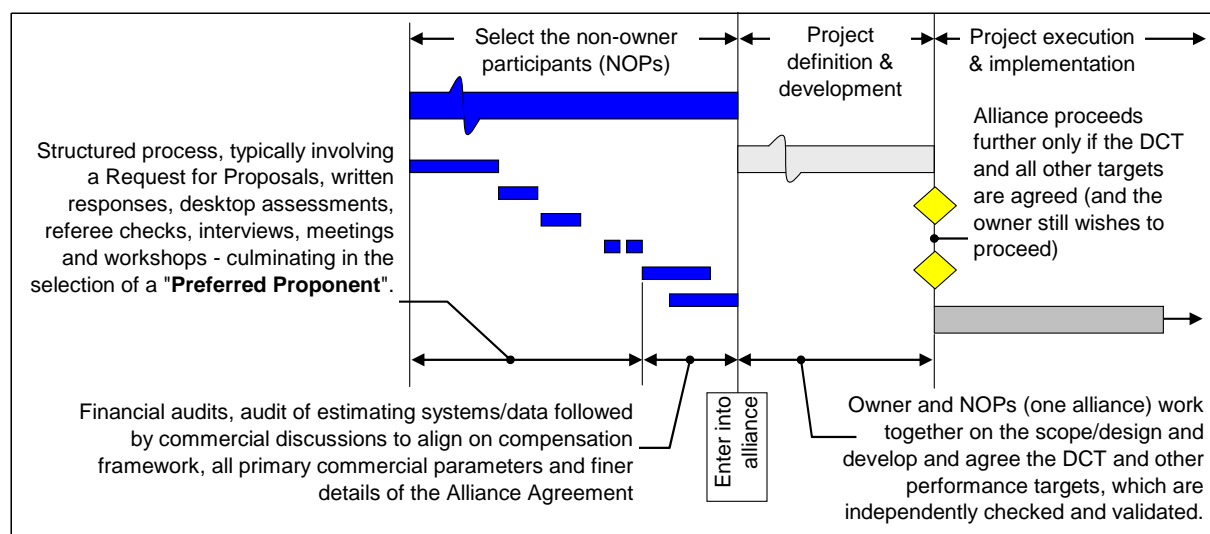 Select the non-owner
participants (NOPs)
Project
definition &
development
Project execution
& implementation
Structured process, typically involving
a Request for Proposals, written
responses, desktop assessments,
referee checks, interviews, meetings
and workshops - culminating in the
selection of a "Preferred Proponent".
Alliance proceeds
further only if the DCT
and all other targets
are agreed (and the
owner still wishes to
proceed)
Financial audits, audit of estimating systems/data followed
by commercial discussions to align on compensation
framework, all primary commercial parameters and finer
details of the Alliance Agreement
Enter into
alliance
Owner and NOPs (one alliance) work
together on the scope/design and
develop and agree the DCT and other
performance targets, which are
independently checked and validated.